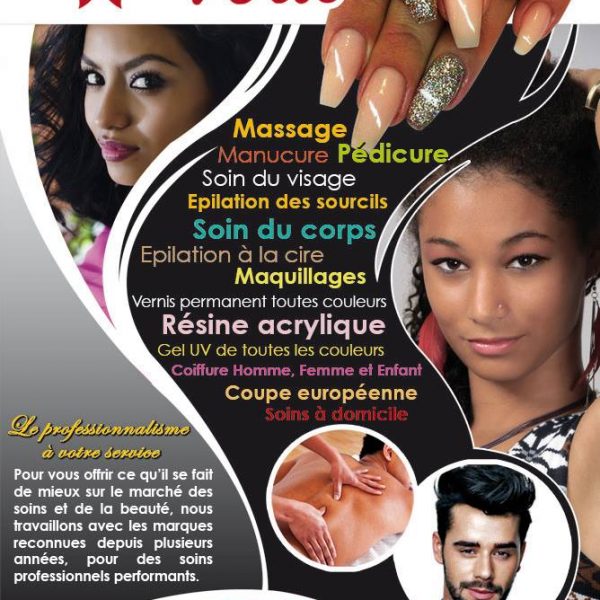 Massage
Manucure Pédicure
Soin du visage
Epilation des sourcils
Soin du corps
Epilation à la cire
Maquillages
Vernis permanent toutes couleurs
Résine acrylique
Gel UV de toutes les couleurs
Coiffure Homme, Femme et Enfant
Coupe européenne
Soins à domicile
Le professionnalisme
à votre service
Pour vous offrir ce qu'il se fait
de mieux sur le marché des
soins et de la beauté, nous
travaillons avec les marques
reconnues depuis plusieurs
années, pour des soins
professionnels performants.